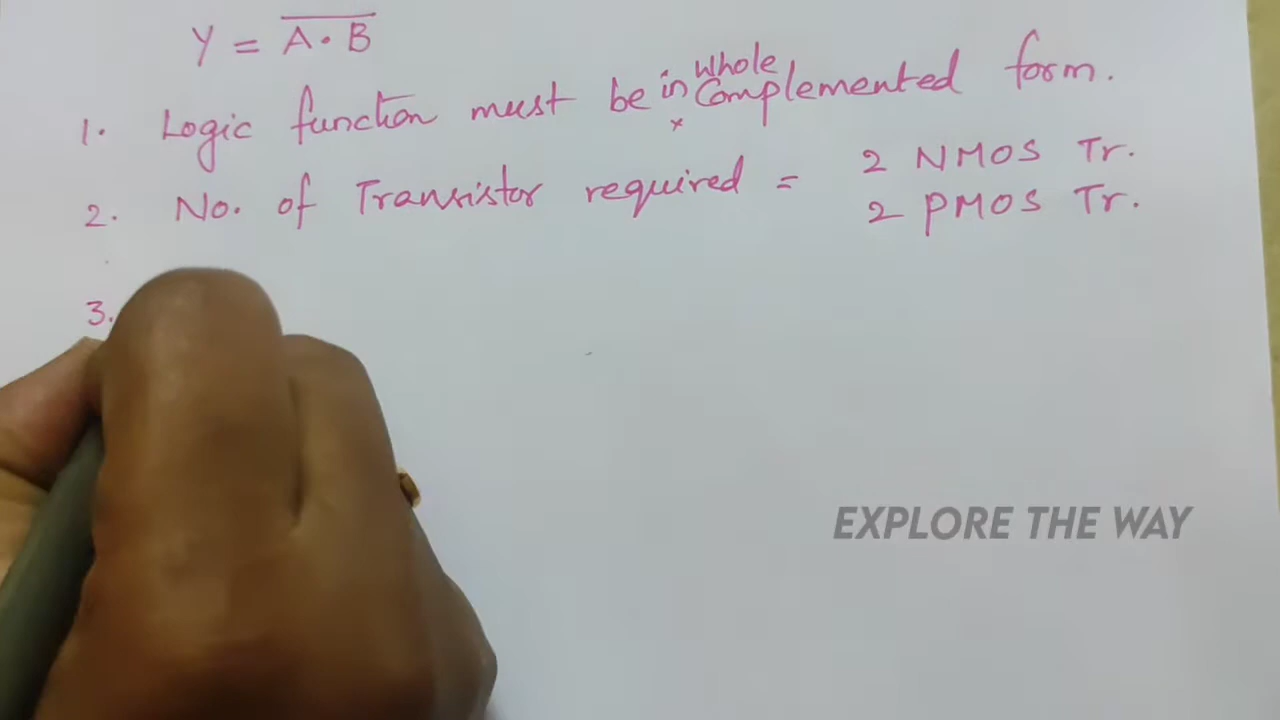 Y = \overline{A · B}
1. Logic function must be in whole complemented form.
x
2. No. of Transistor required = 2 NMOS Tr.
2 PMOS Tr.
3.
EXPLORE THE WAY